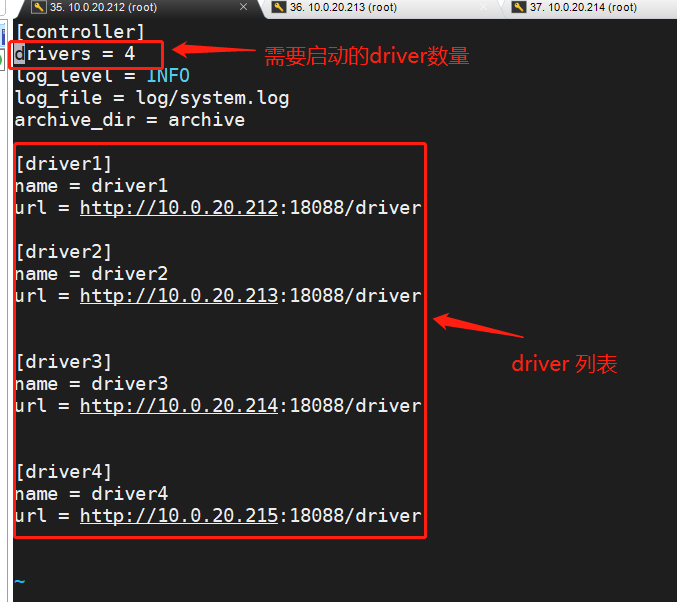 35. 10.0.20.212 (root)
36. 10.0.20.213 (root)
37. 10.0.20.214 (root)
[controller]
drivers = 4
需要启动的driver数量
log_level = INFO
log_file = log/system.log
archive_dir = archive
[driver1]
name = driver1
url = http://10.0.20.212:18088/driver
[driver2]
name = driver2
url = http://10.0.20.213:18088/driver
driver 列表
[driver3]
name = driver3
url = http://10.0.20.214:18088/driver
[driver4]
name = driver4
url = http://10.0.20.215:18088/driver
~